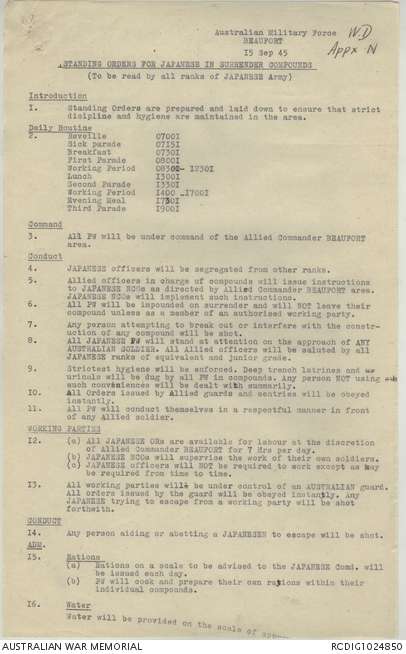 Australian Military Force
BEAUFORT
I5 Sep 45
W.D
Appx N
STANDING ORDERS FOR JAPANESE IN SURRENDER COMPOUNDS
(To be read by all ranks of JAPANESE Army)
Introduction
I. Standing Orders are prepared and laid down to ensure that strict
dicipline and hygiene are maintained in the area.
Daily Routine
2. Reveille 0700I
Sick parade 07I5I
Breakfast 0730I
First Parade 0800I
Working Period 0830I- I230I
Lunch I300I
Second Parade I330I
Working Period I400 -I700I
Evening Meal I730I
Third Parade I900I
Command
3. All PW will be under command of the Allied Commander BEAUFORT
area.
Conduct
4. JAPANESE officers will be segregated from other ranks.
5. Allied officers in charge of compounds will issue instructions
to JAPANESE NCOs as directed by Allied Commander BEAUFORT area.
JAPANESE NCOs will implement such instructions.
6. All PW will be impounded on surrender and will NOT leave their
compound unless as a member of an authorised working party.
7. Any person attempting to break out or interfere with the constr-
uction of any compound will be shot.
8. All JAPANESE PW will stand at attention on the approach of ANY
AUSTRALIAN SOLDIER. All Allied officers will be saluted by all
JAPANESE ranks of equivalent and junior grade.
9. Strictest hygiene will be enforced. Deep trench latrines and
urinals will be dug by all PW in compounds. Any person NOT using
such conveniences will be dealt with summarily.
I0. All Orders issued by Allied guards and sentries will be obeyed
instantly.
II. All PW will conduct themselves in a respectful manner in front
of any Allied soldier.
WORKING PARTIES
I2. (a) All JAPANESE ORs are available for labour at the discretion
of Allied Commander BEAUFORT for 7 Hrs per day.
(b) JAPANESE NCOs will supervise the work of their own soldiers.
(c) JAPANESE officers will NOT be required to work except as may
be required from time to time.
I3. All working parties will be under control of an AUSTRALIAN guard.
All orders issued by the guard will be obeyed instantly. Any
JAPANESE trying to escape from a working party will be shot
forthwith.
CONDUCT
I4. Any person aiding or abetting a JAPANESEN to escape will be shot.
ADM.
I5. Rations
(a) Rations on a scale to be advised to the JAPANESE Comd. will
be issued each day.
(b) PW will cook and prepare their own rations within their
individual compounds.
I6. Water
Water will be provided on the scale of
AUSTRALIAN WAR MEMORIAL
RCDIG1024850